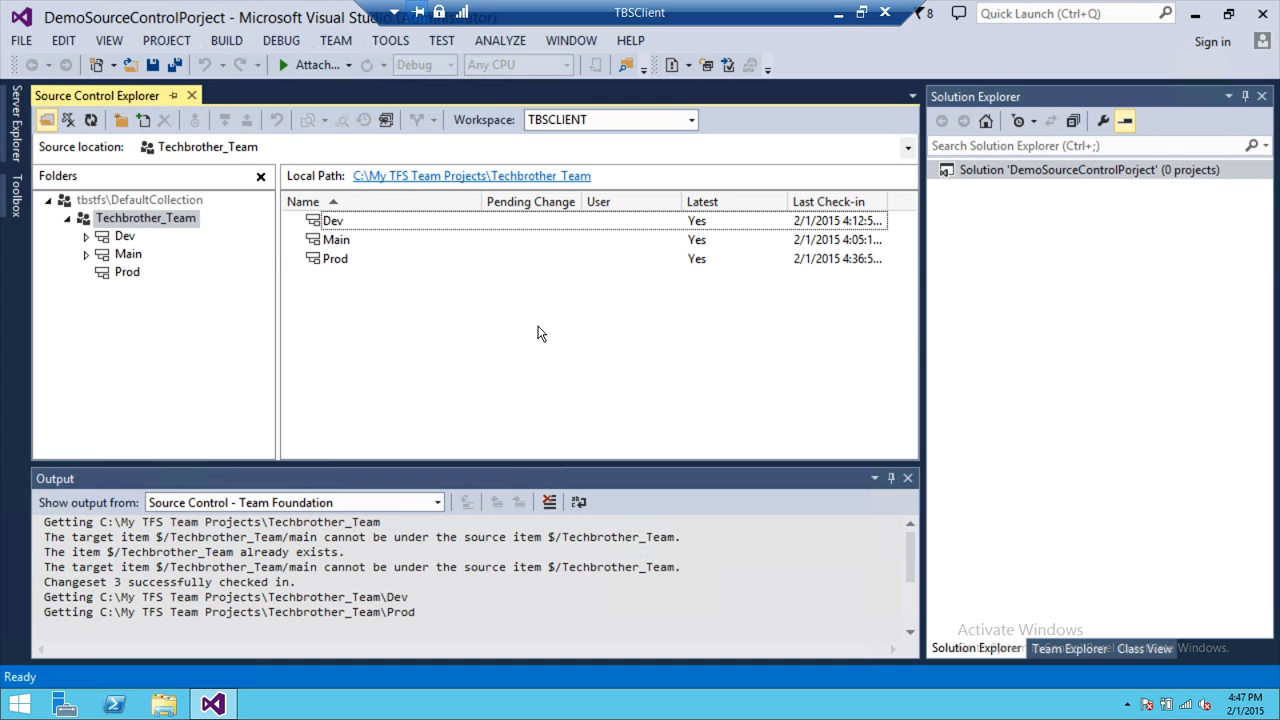 DemoSourceControlPorject - Microsoft Visual Studio
TBSClient
8
Quick Launch (Ctrl+Q)
FILE EDIT VIEW PROJECT BUILD DEBUG TEAM TOOLS TEST ANALYZE WINDOW HELP
Sign in
Attach... Debug Any CPU
Server Explorer
Toolbox
Source Control Explorer
Workspace: TBSCLIENT
Source location: Techbrother_Team
Folders
Local Path: C:\My TFS Team Projects\Techbrother_Team
tbstfs\DefaultCollection
Techbrother_Team
Dev
Main
Prod
Name Pending Change User Latest Last Check-in
Dev Yes 2/1/2015 4:12:5...
Main Yes 2/1/2015 4:05:1...
Prod Yes 2/1/2015 4:36:5...
Output
Show output from: Source Control - Team Foundation
Getting C:\My TFS Team Projects\Techbrother_Team
The target item $/Techbrother_Team/main cannot be under the source item $/Techbrother_Team.
The item $/Techbrother_Team already exists.
The target item $/Techbrother_Team/main cannot be under the source item $/Techbrother_Team.
Changeset 3 successfully checked in.
Getting C:\My TFS Team Projects\Techbrother_Team\Dev
Getting C:\My TFS Team Projects\Techbrother_Team\Prod
Solution Explorer
Search Solution Explorer (Ctrl+;)
Solution 'DemoSourceControlPorject' (0 projects)
Activate Windows
Windows.
Solution Explorer Team Explorer Class View
Ready
4:47 PM
2/1/2015